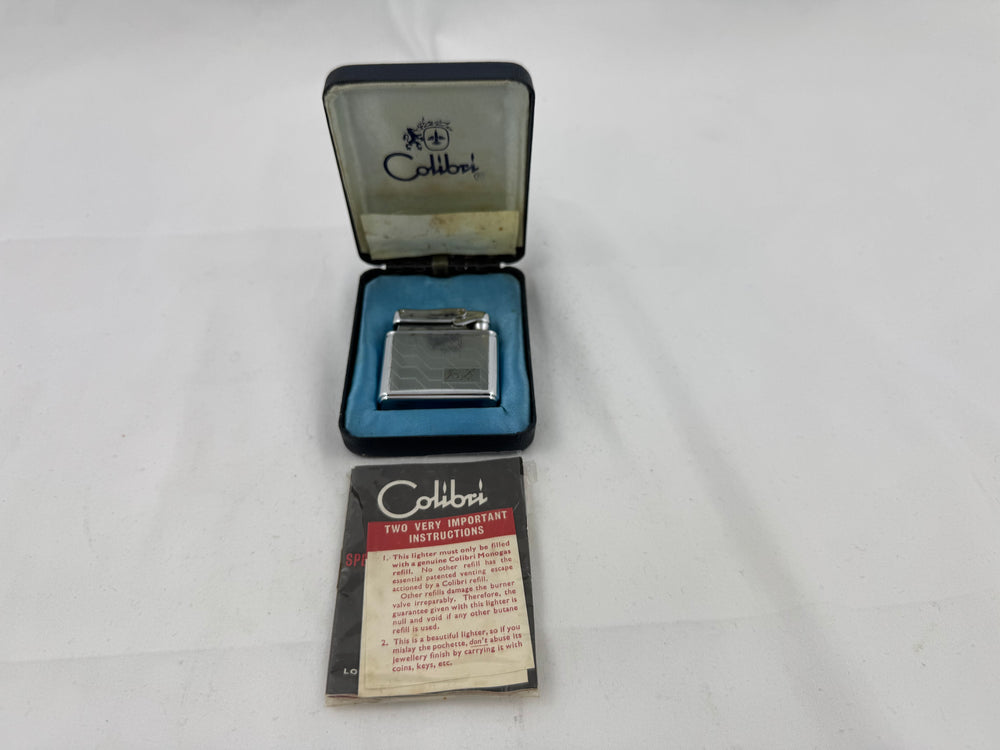 Colibri
Colibri
TWO VERY IMPORTANT
INSTRUCTIONS
1. This lighter must only be filled
with a genuine Colibri Monogas
refill. No other refill has the
essential patented venting escape
actioned by a Colibri refill.
Other refills damage the burner
valve irreparably. Therefore, the
guarantee given with this lighter is
null and void if any other butane
refill is used.
2. This is a beautiful lighter, so if you
mislay the pochette, don't abuse its
jewellery finish by carrying it with
coins, keys, etc.
SPE
LO